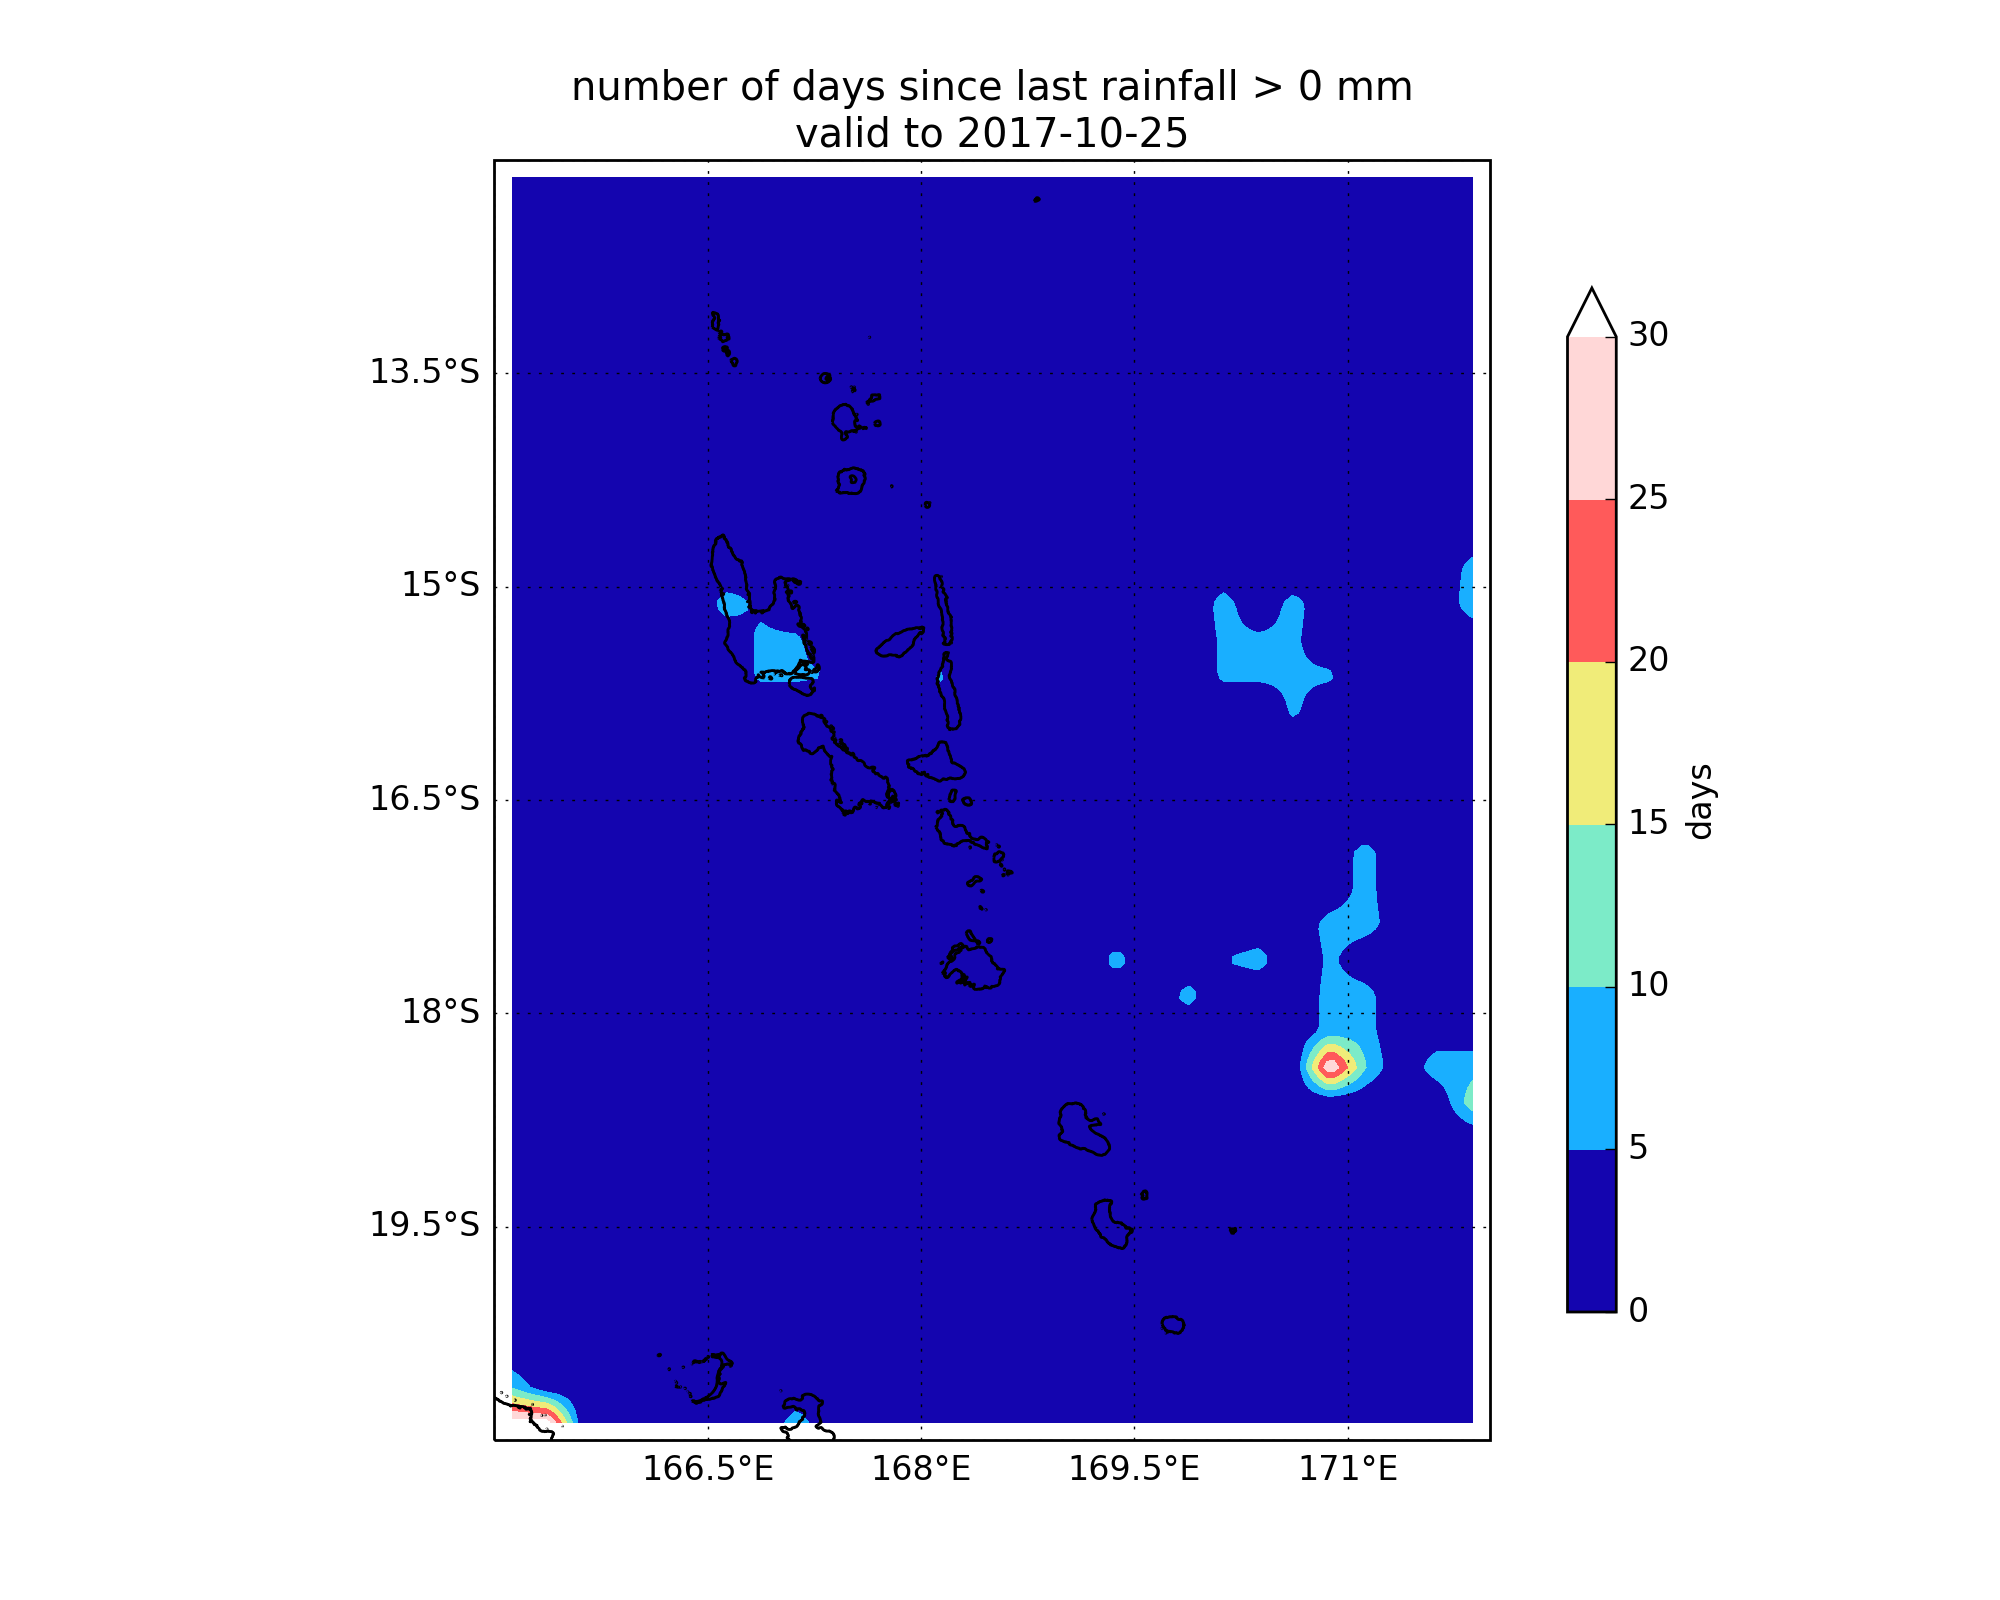 number of days since last rainfall > 0 mm
valid to 2017-10-25
13.5°S
15°S
16.5°S
18°S
19.5°S
166.5°E
168°E
169.5°E
171°E
30
25
20
15
10
5
0
days